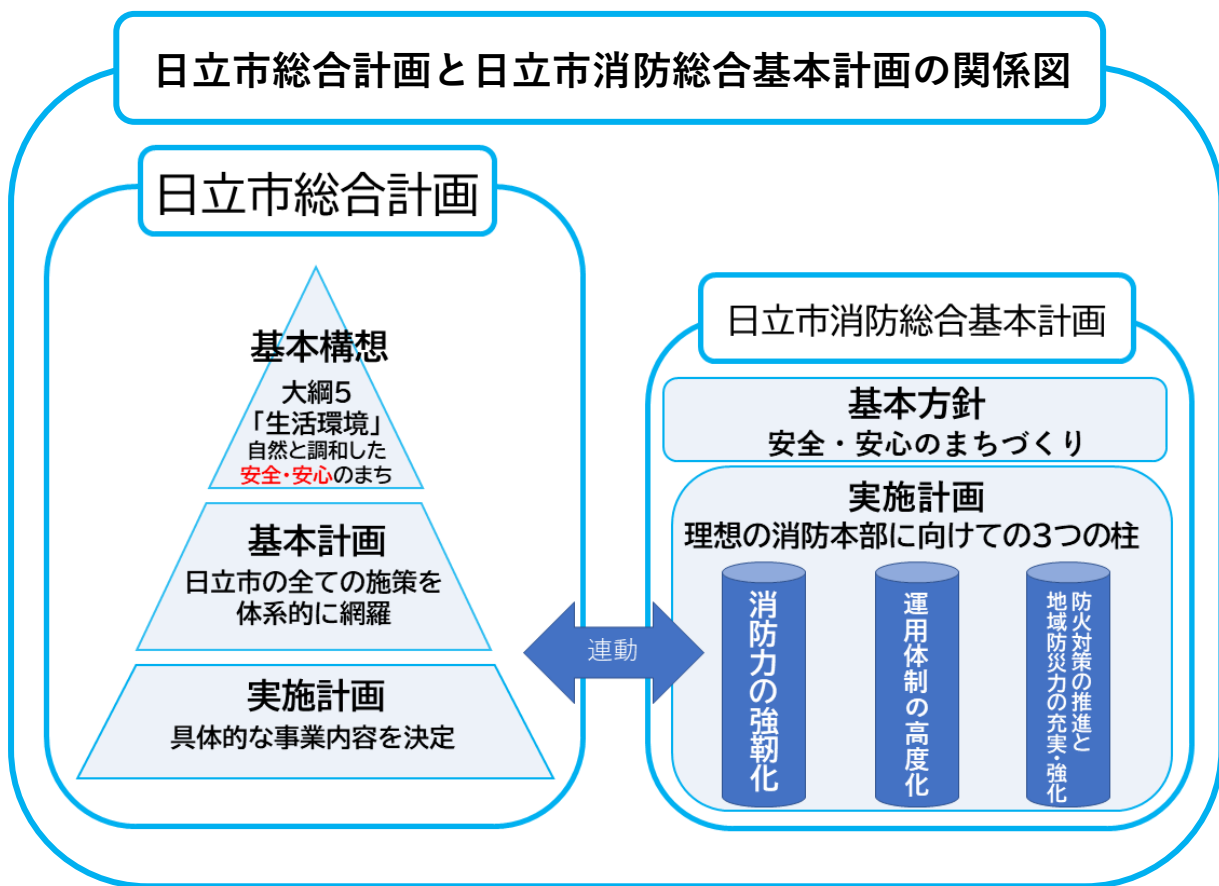 日立市総合計画と日立市消防総合基本計画の関係図
日立市総合計画
基本構想
大綱5
「生活環境」
自然と調和した
安全・安心のまち
基本計画
日立市の全ての施策を
体系的に網羅
実施計画
具体的な事業内容を決定
連動
日立市消防総合基本計画
基本方針
安全・安心のまちづくり
実施計画
理想の消防本部に向けての3つの柱
消防力の強靭化
運用体制の高度化
防火対策の推進と
地域防災力の充実・強化